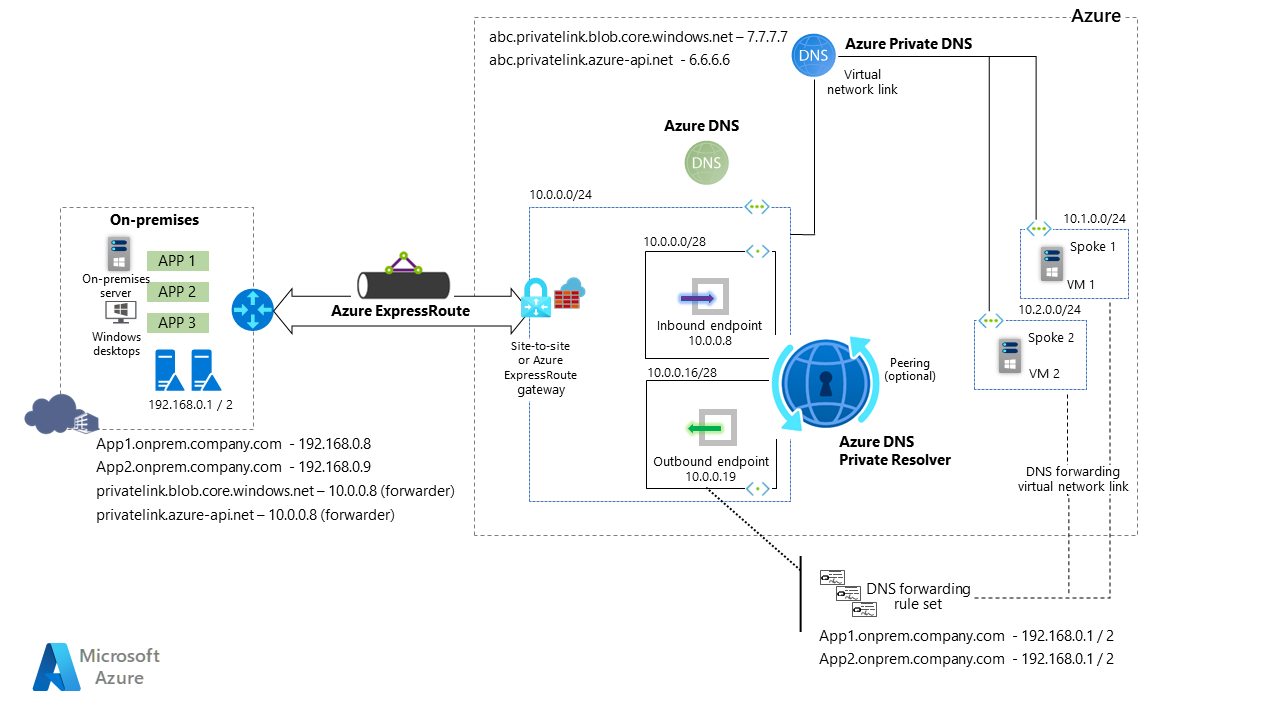 Azure
abc.privatelink.blob.core.windows.net – 7.7.7.7
abc.privatelink.azure-api.net - 6.6.6.6
DNS
Azure Private DNS
Virtual
network link
Azure DNS
DNS
10.0.0.0/24
On-premises
On-premises
server
Windows
desktops
APP 1
APP 2
APP 3
192.168.0.1 / 2
Azure ExpressRoute
Site-to-site
or Azure
ExpressRoute
gateway
10.0.0.0/28
Inbound endpoint
10.0.0.8
10.0.0.16/28
Outbound endpoint
10.0.0.19
Peering
(optional)
Azure DNS
Private Resolver
10.1.0.0/24
Spoke 1
VM 1
10.2.0.0/24
Spoke 2
VM 2
App1.onprem.company.com - 192.168.0.8
App2.onprem.company.com - 192.168.0.9
privatelink.blob.core.windows.net – 10.0.0.8 (forwarder)
privatelink.azure-api.net – 10.0.0.8 (forwarder)
DNS forwarding
virtual network link
DNS forwarding
rule set
App1.onprem.company.com - 192.168.0.1 / 2
App2.onprem.company.com - 192.168.0.1 / 2
Microsoft
Azure